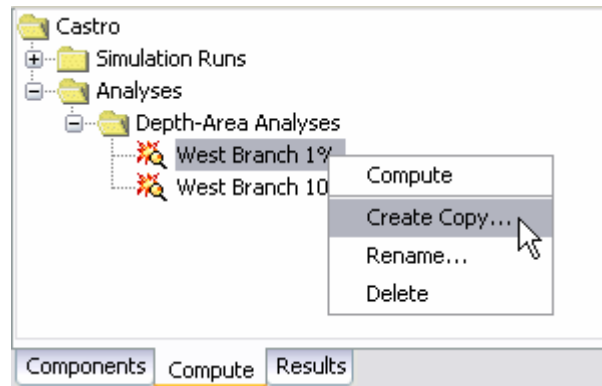 Castro
Simulation Runs
Analyses
Depth-Area Analyses
West Branch 1%
West Branch 10
Compute
Create Copy...
Rename...
Delete
Components Compute Results